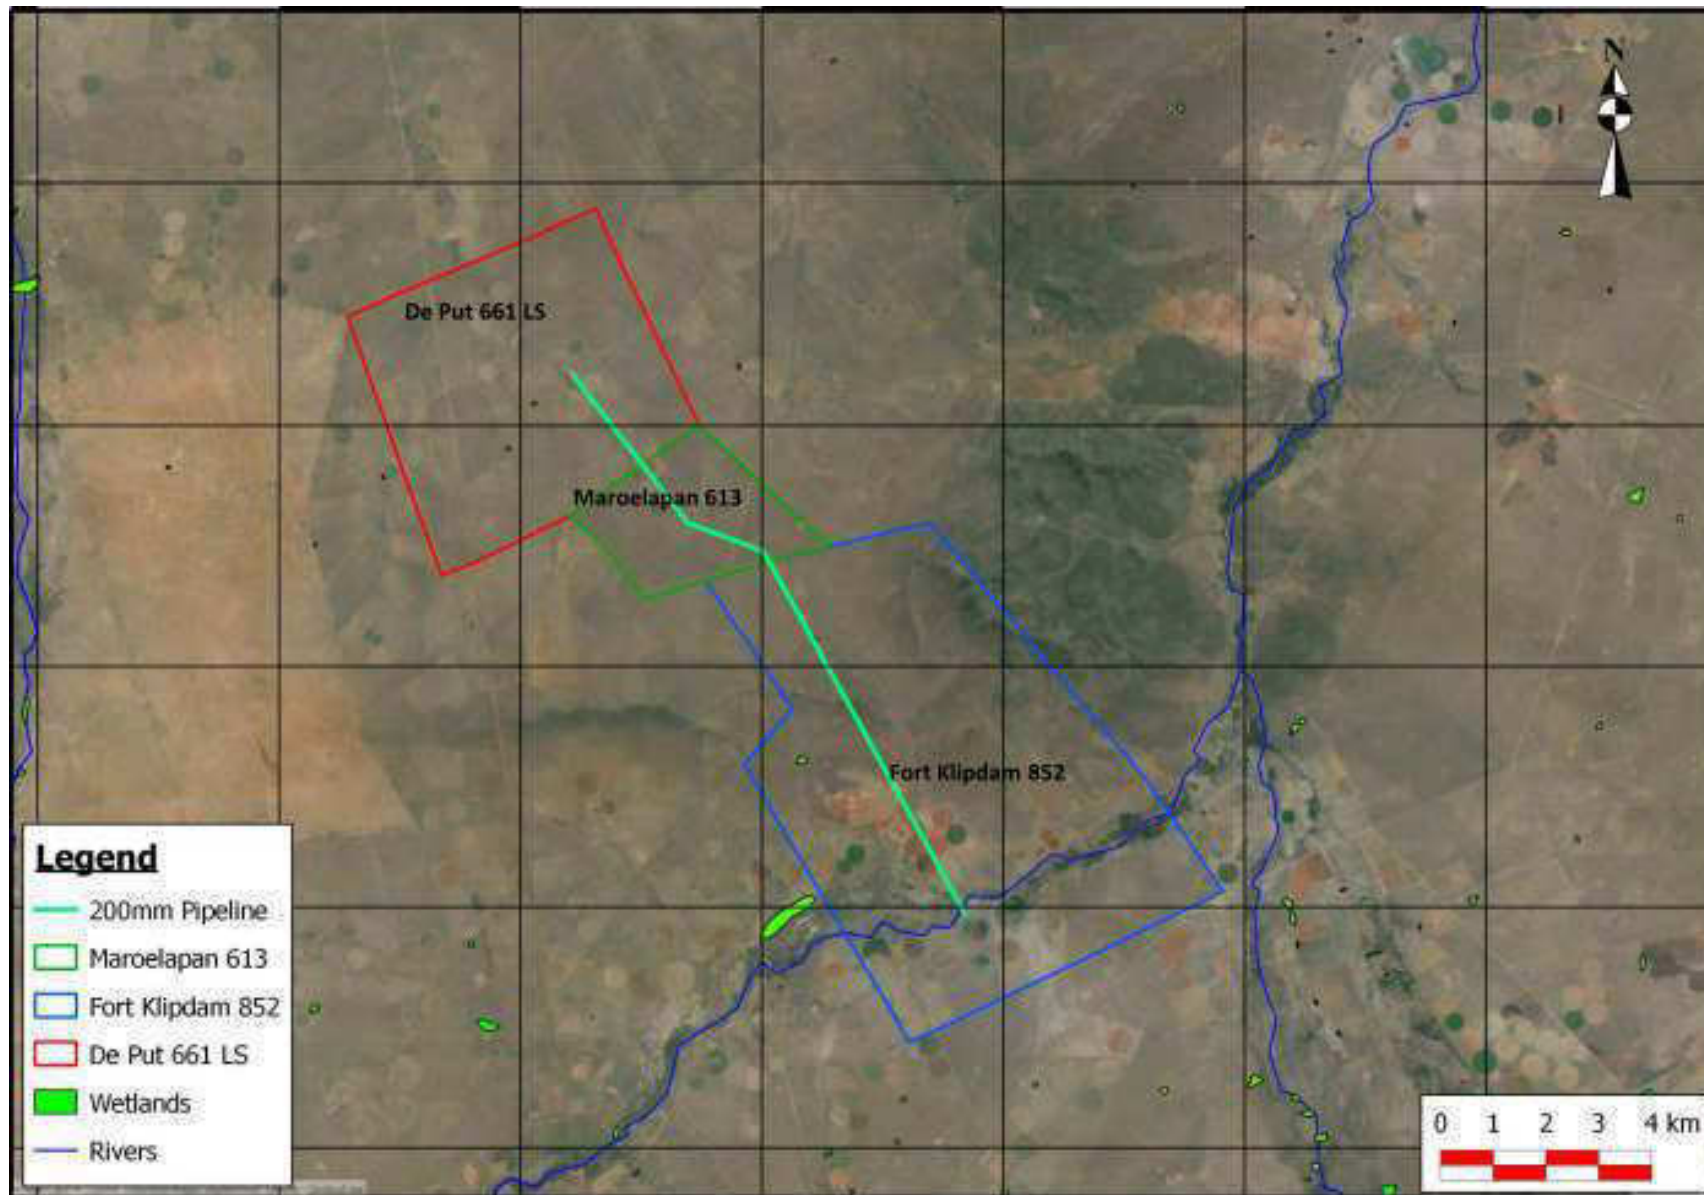 N
De Put 661 LS
Maroelapan 613
Fort Klipdam 852
Legend
200mm Pipeline
Maroelapan 613
Fort Klipdam 852
De Put 661 LS
Wetlands
Rivers
0 1 2 3 4 km